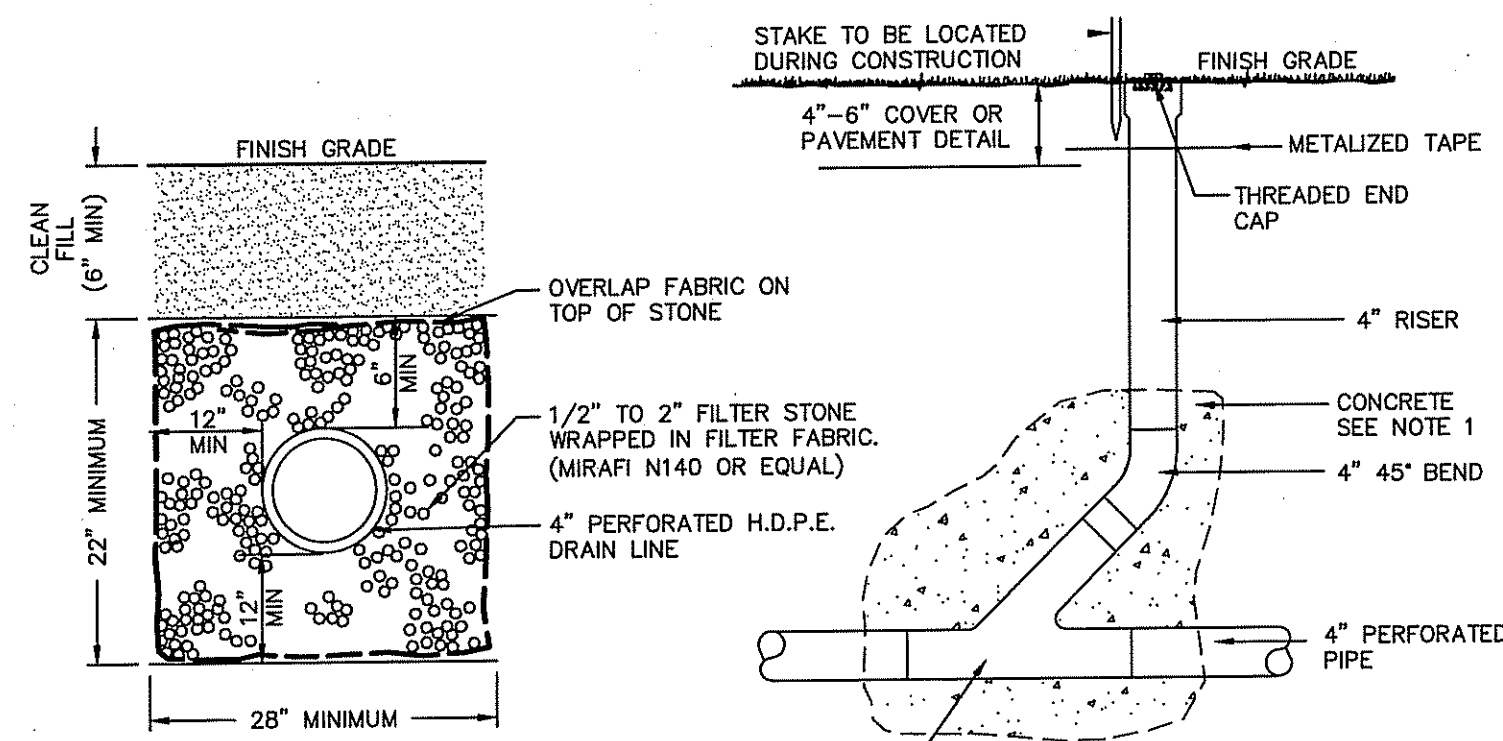 FINISH GRADE
CLEAN
FILL
(6" MIN)
OVERLAP FABRIC ON
TOP OF STONE
6"
MIN
12"
MIN
1/2" TO 2" FILTER STONE
WRAPPED IN FILTER FABRIC.
(MIRAFI N140 OR EQUAL)
22" MINIMUM
4" PERFORATED H.D.P.E.
DRAIN LINE
12"
MIN
28" MINIMUM
STAKE TO BE LOCATED
DURING CONSTRUCTION
FINISH GRADE
4"-6" COVER OR
PAVEMENT DETAIL
METALIZED TAPE
THREADED END
CAP
4" RISER
CONCRETE
SEE NOTE 1
4" 45° BEND
4" PERFORATED
PIPE